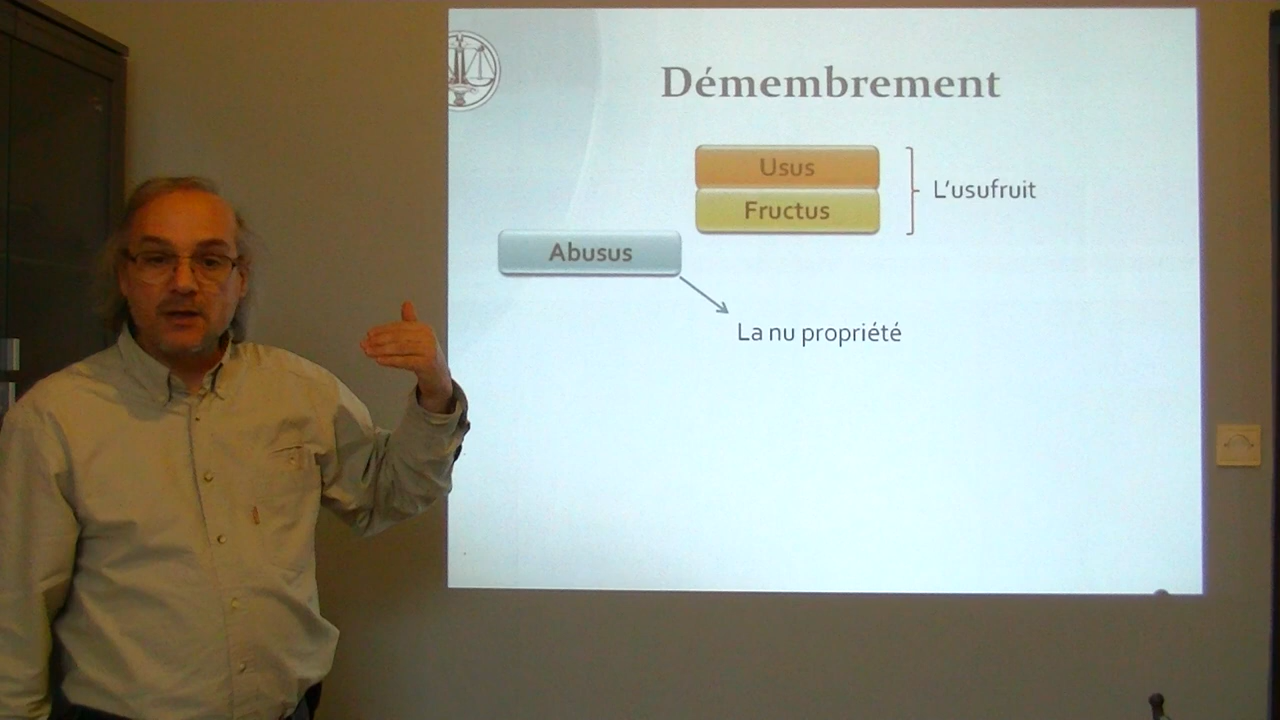 Démembrement
Usus
Fructus
L'usufruit
Abusus
La nu propriété